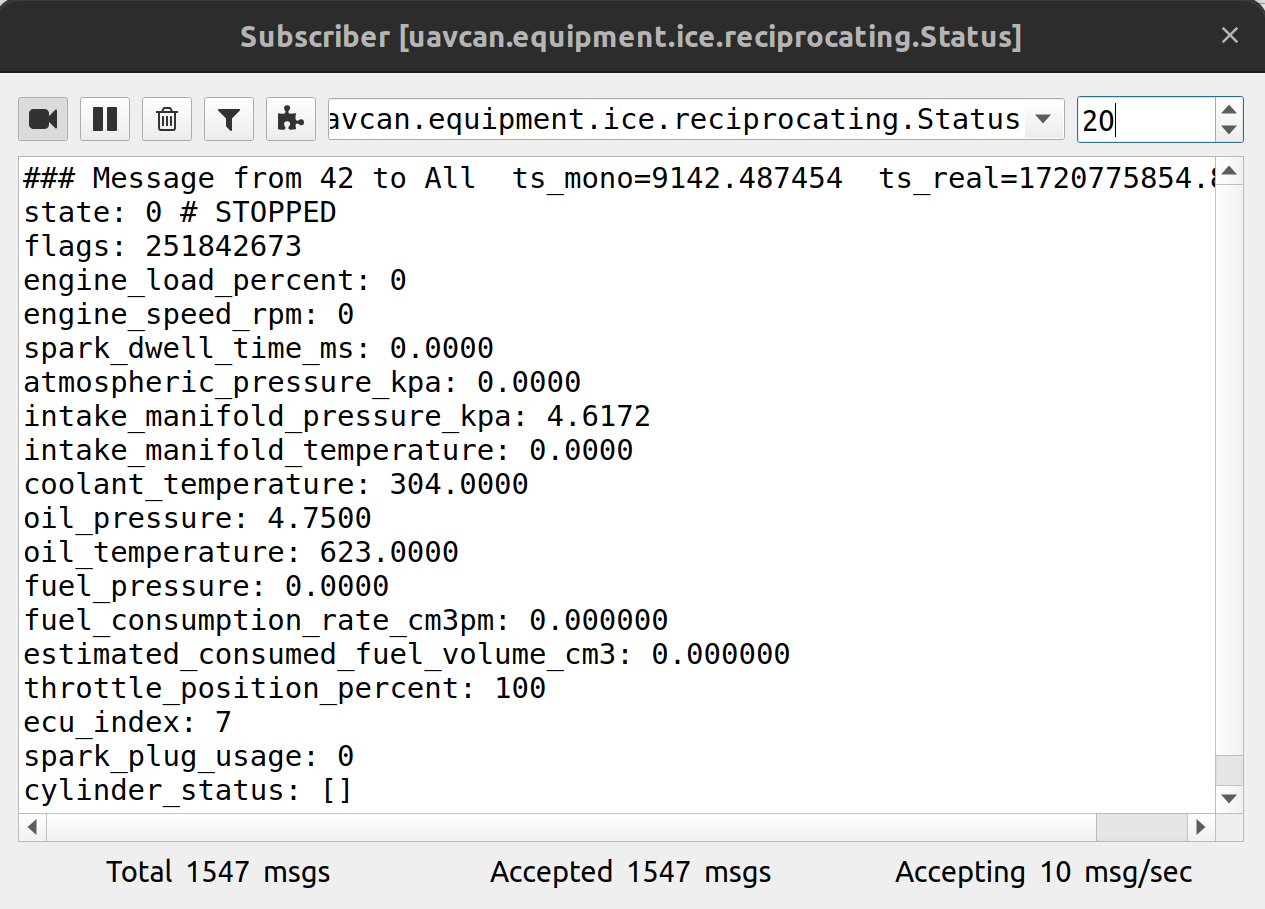 Subscriber [uavcan.equipment.ice.reciprocating.Status]
avcan.equipment.ice.reciprocating.Status 20
### Message from 42 to All  ts_mono=9142.487454  ts_real=1720775854.8
state: 0 # STOPPED
flags: 251842673
engine_load_percent: 0
engine_speed_rpm: 0
spark_dwell_time_ms: 0.0000
atmospheric_pressure_kpa: 0.0000
intake_manifold_pressure_kpa: 4.6172
intake_manifold_temperature: 0.0000
coolant_temperature: 304.0000
oil_pressure: 4.7500
oil_temperature: 623.0000
fuel_pressure: 0.0000
fuel_consumption_rate_cm3pm: 0.000000
estimated_consumed_fuel_volume_cm3: 0.000000
throttle_position_percent: 100
ecu_index: 7
spark_plug_usage: 0
cylinder_status: []
Total 1547 msgs Accepted 1547 msgs Accepting 10 msg/sec